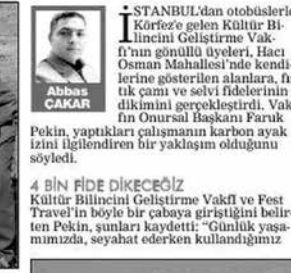 İSTANBUL'dan otobüslerle
Körfez'e gelen Kültür Bi-
lincini Geliştirme Vak-
fı'nın gönüllü üyeleri, Hacı
Osman Mahallesi'nde kendi-
lerine gösterilen alanlara, fıs-
tık çamı ve selvi fidelerinin
dikimini gerçekleştirdi. Vak-
fın Onursal Başkanı Faruk
Abbas
ÇAKAR
Pekin, yaptıkları çalışmanın karbon ayak
izini ilgilendiren bir yaklaşım olduğunu
söyledi.
4 BİN FİDE DİKECEĞİZ
Kültür Bilincini Geliştirme Vakfı ve Fest
Travel'in böyle bir çabaya giriştiğini belir-
ten Pekin, şunları kaydetti: "Günlük yaşa-
mımızda, seyahat ederken kullandığımız